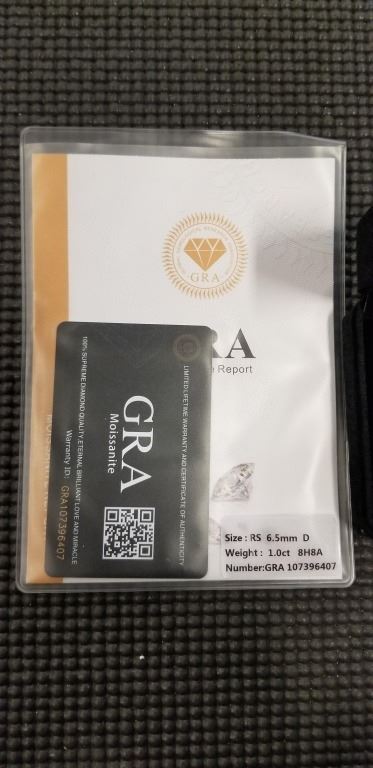 GRA
RA
e Report
LIMITED LIFETIME WARRANTY AND CERTIFICATE OF AUTHENTICITY
GRA
Moissanite
100% SUPREME DIAMOND QUALITY.ETERNAL BRILLIANT LOVE AND MIRACLE
Warranty ID: GRA107396407
Size : RS 6.5mm D
Weight : 1.0ct 8H8A
Number:GRA 107396407